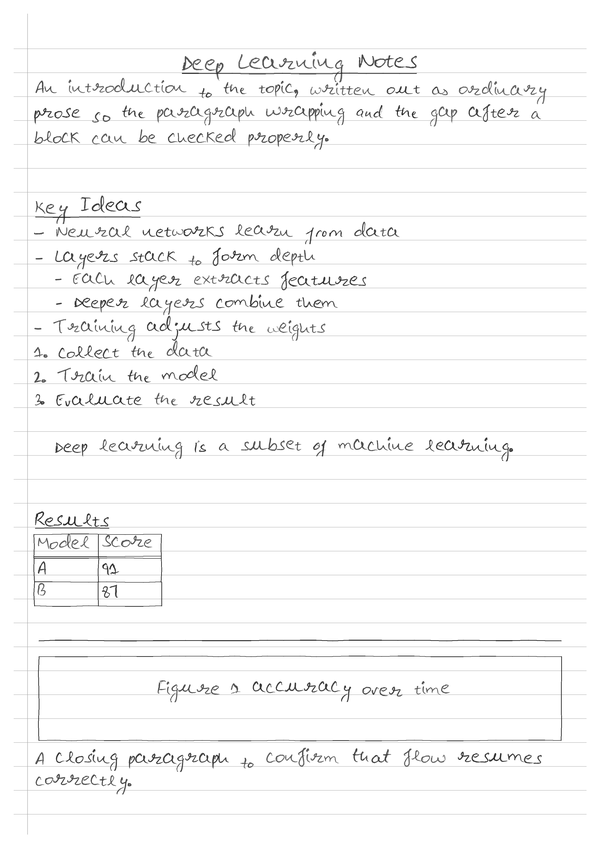 Deep Learning Notes
An introduction to the topic, written out as ordinary
prose so the paragraph wrapping and the gap after a
block can be checked properly.
Key Ideas
- Neural networks learn from data
- Layers stack to form depth
- Each layer extracts features
- Deeper layers combine them
- Training adjusts the weights
1. Collect the data
2. Train the model
3. Evaluate the result
Deep learning is a subset of machine learning.
Results
Model Score
A 91
B 87
Figure 1 accuracy over time
A closing paragraph to confirm that flow resumes
correctly.